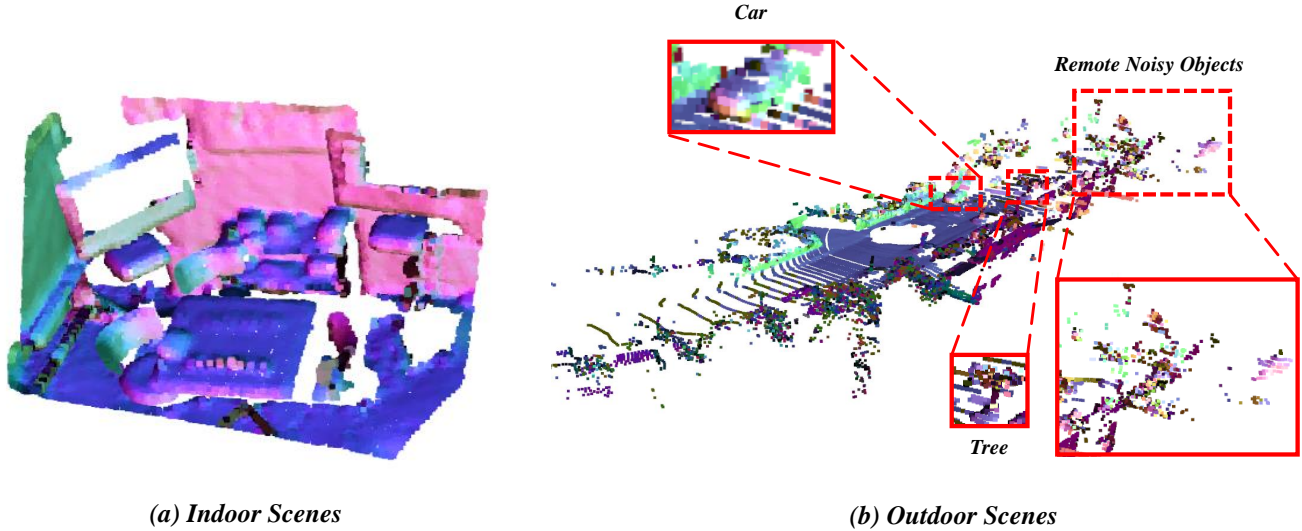 Car
Remote Noisy Objects
Tree
(a) Indoor Scenes
(b) Outdoor Scenes